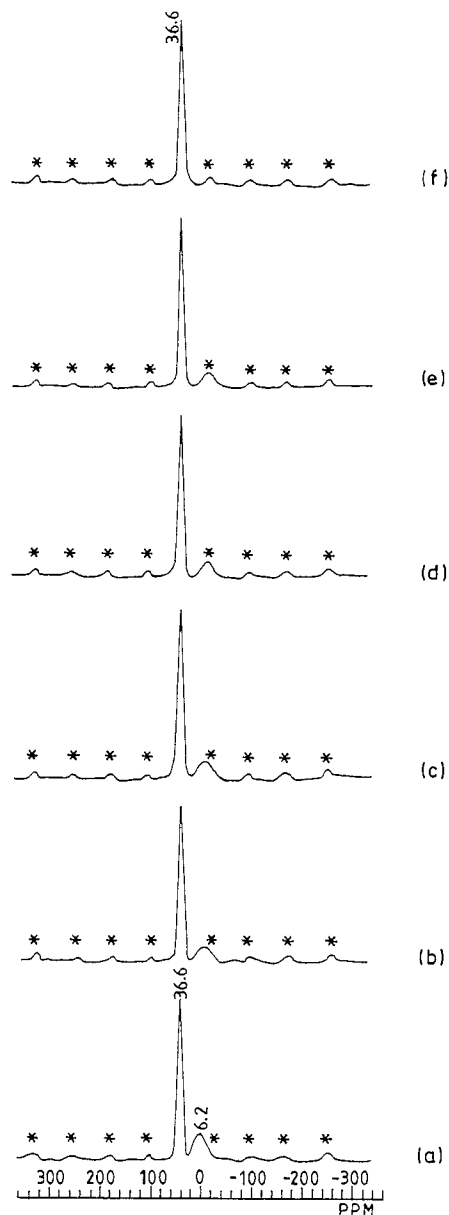 36.6
* * * * * * * * (f)
* * * * * * * * (e)
* * * * * * * * (d)
* * * * * * * * (c)
* * * * * * * * (b)
36.6
6.2
* * * * * * * * (a)
300 200 100 0 -100 -200 -300
PPM